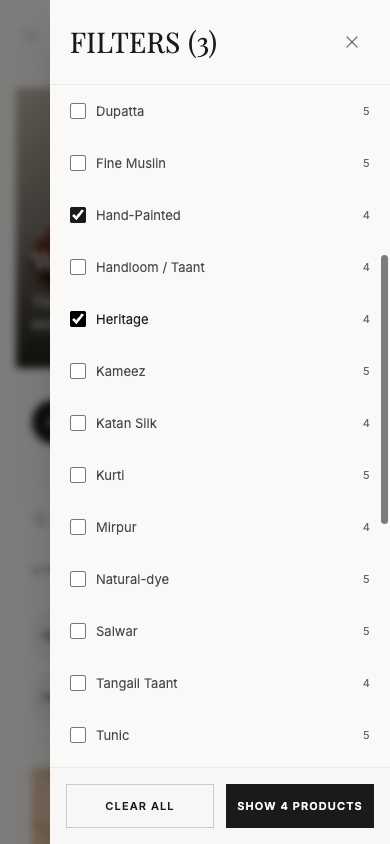 FILTERS (3)
Dupatta 5
Fine Muslin 5
Hand-Painted 4
Handloom / Taant 4
Heritage 4
Kameez 5
Katan Silk 4
Kurti 5
Mirpur 4
Natural-dye 5
Salwar 5
Tangail Taant 4
Tunic 5
CLEAR ALL
SHOW 4 PRODUCTS